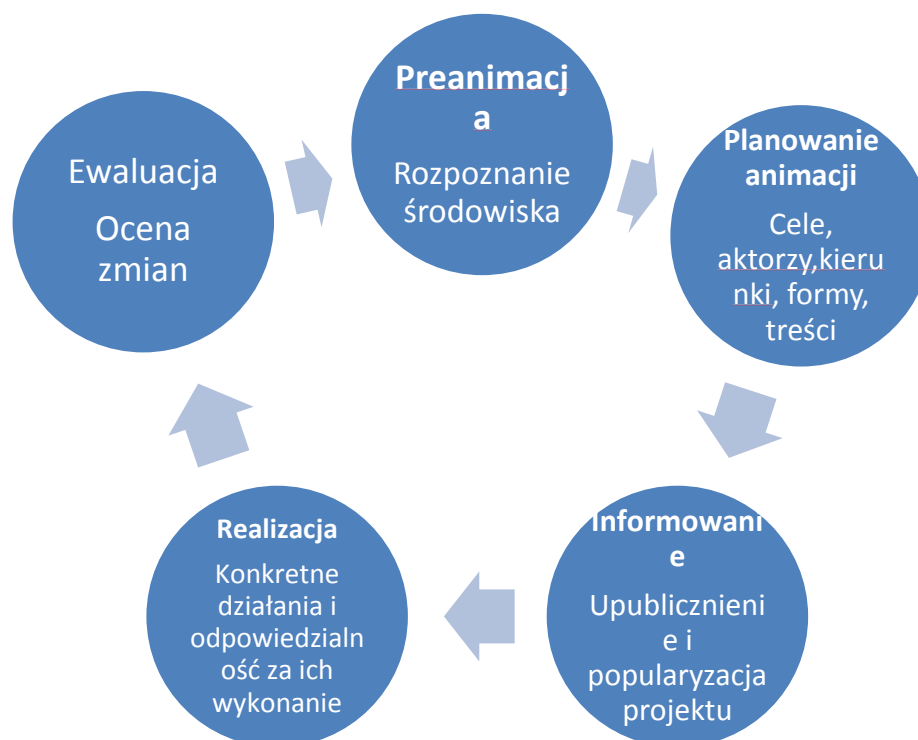 Preanimacj
a
Rozpoznanie
środowiska
Planowanie
animacji
Cele,
aktorzy,kieru
nki, formy,
treści
Informowani
e
Upublicznieni
e i
popularyzacja
projektu
Realizacja
Konkretne
działania i
odpowiedzialn
ość za ich
wykonanie
Ewaluacja
Ocena
zmian